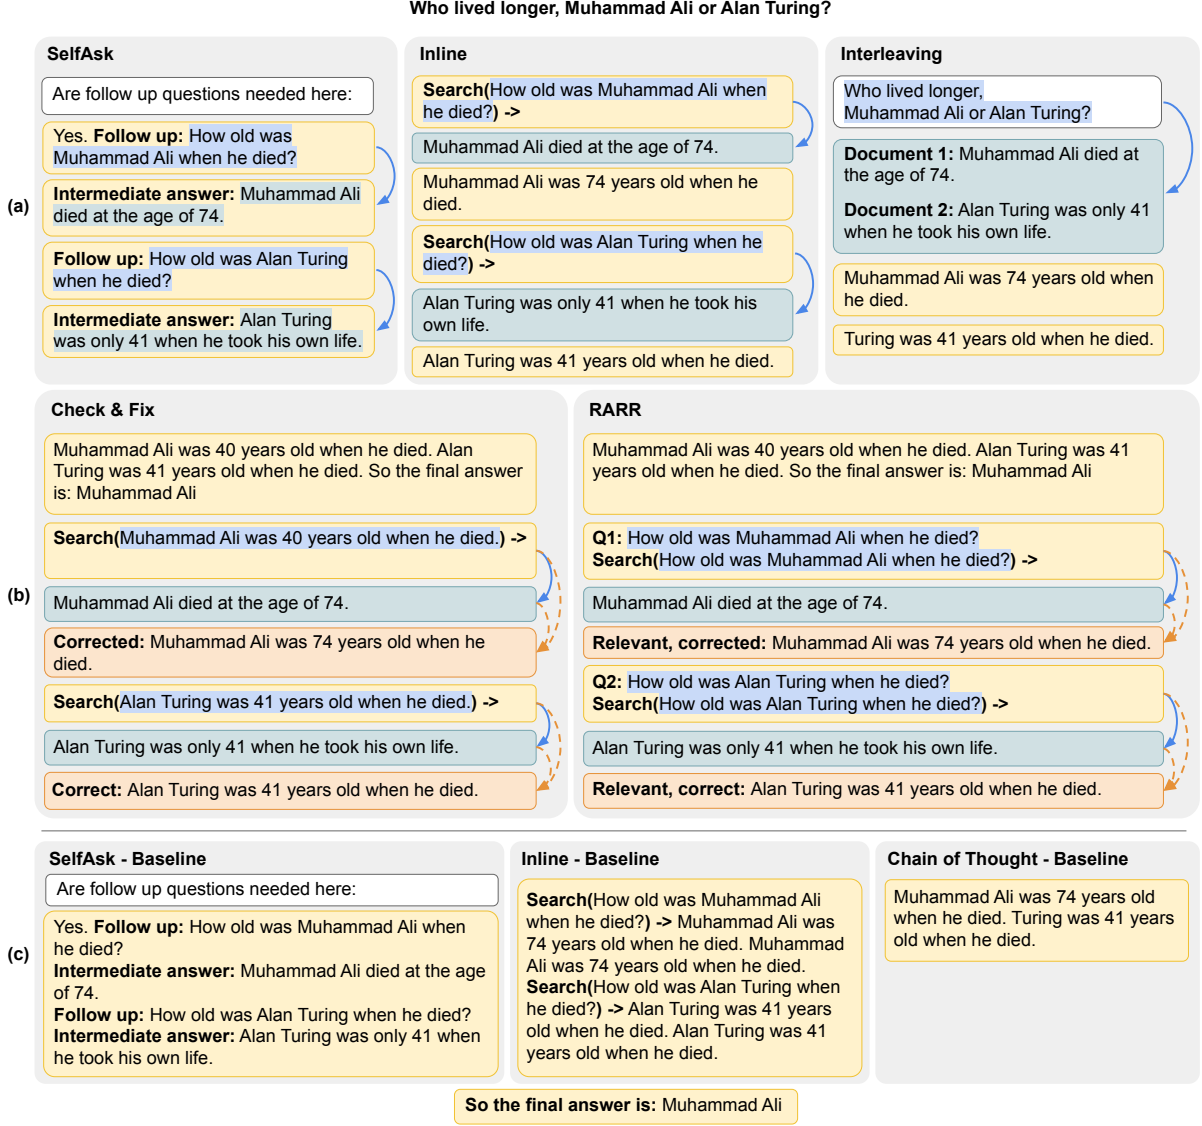 Who lived longer, Muhammad Ali or Alan Turing?
(a)
SelfAsk
Are follow up questions needed here:
Yes. Follow up: How old was
Muhammad Ali when he died?
Intermediate answer: Muhammad Ali
died at the age of 74.
Follow up: How old was Alan Turing
when he died?
Intermediate answer: Alan Turing
was only 41 when he took his own life.
Inline
Search(How old was Muhammad Ali when
he died?) ->
Muhammad Ali died at the age of 74.
Muhammad Ali was 74 years old when he
died.
Search(How old was Alan Turing when he
died?) ->
Alan Turing was only 41 when he took his
own life.
Alan Turing was 41 years old when he died.
Interleaving
Who lived longer,
Muhammad Ali or Alan Turing?
Document 1: Muhammad Ali died at
the age of 74.
Document 2: Alan Turing was only 41
when he took his own life.
Muhammad Ali was 74 years old when
he died.
Turing was 41 years old when he died.
(b)
Check & Fix
Muhammad Ali was 40 years old when he died. Alan
Turing was 41 years old when he died. So the final answer
is: Muhammad Ali
Search(Muhammad Ali was 40 years old when he died.) ->
Muhammad Ali died at the age of 74.
Corrected: Muhammad Ali was 74 years old when he
died.
Search(Alan Turing was 41 years old when he died.) ->
Alan Turing was only 41 when he took his own life.
Correct: Alan Turing was 41 years old when he died.
RARR
Muhammad Ali was 40 years old when he died. Alan Turing was 41
years old when he died. So the final answer is: Muhammad Ali
Q1: How old was Muhammad Ali when he died?
Search(How old was Muhammad Ali when he died?) ->
Muhammad Ali died at the age of 74.
Relevant, corrected: Muhammad Ali was 74 years old when he died.
Q2: How old was Alan Turing when he died?
Search(How old was Alan Turing when he died?) ->
Alan Turing was only 41 when he took his own life.
Relevant, correct: Alan Turing was 41 years old when he died.
(c)
SelfAsk - Baseline
Are follow up questions needed here:
Yes. Follow up: How old was Muhammad Ali when
he died?
Intermediate answer: Muhammad Ali died at the age
of 74.
Follow up: How old was Alan Turing when he died?
Intermediate answer: Alan Turing was only 41 when
he took his own life.
Inline - Baseline
Search(How old was Muhammad Ali
when he died?) -> Muhammad Ali was
74 years old when he died. Muhammad
Ali was 74 years old when he died.
Search(How old was Alan Turing when
he died?) -> Alan Turing was 41 years
old when he died. Alan Turing was 41
years old when he died.
Chain of Thought - Baseline
Muhammad Ali was 74 years old
when he died. Turing was 41 years
old when he died.
So the final answer is: Muhammad Ali